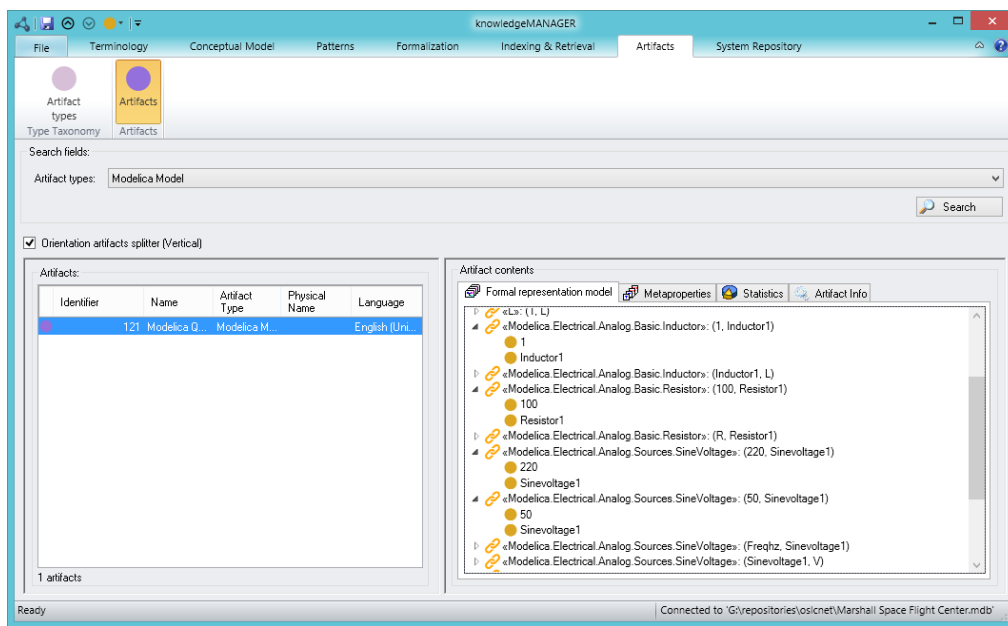 knowledgeMANAGER
File Terminology Conceptual Model Patterns Formalization Indexing & Retrieval Artifacts System Repository
Artifact types
Artifacts
Type Taxonomy
Artifacts
Search fields:
Artifact types: Modelica Model
Search
Orientation artifacts splitter (Vertical)
Artifacts:
Identifier Name Artifact Type Physical Name Language
121 Modelica Q... Modelica M... English (Uni...
1 artifacts
Artifact contents
Formal representation model Metaproperties Statistics Artifact Info
«L»: (1, L)
«Modelica.Electrical.Analog.Basic.Inductor»: (1, Inductor1)
1
Inductor1
«Modelica.Electrical.Analog.Basic.Inductor»: (Inductor1, L)
«Modelica.Electrical.Analog.Basic.Resistor»: (100, Resistor1)
100
Resistor1
«Modelica.Electrical.Analog.Basic.Resistor»: (R, Resistor1)
«Modelica.Electrical.Analog.Sources.SineVoltage»: (220, Sinevoltage1)
220
Sinevoltage1
«Modelica.Electrical.Analog.Sources.SineVoltage»: (50, Sinevoltage1)
50
Sinevoltage1
«Modelica.Electrical.Analog.Sources.SineVoltage»: (Freqhz, Sinevoltage1)
«Modelica.Electrical.Analog.Sources.SineVoltage»: (Sinevoltage1, V)
Ready
Connected to 'G:\repositories\oslcnet\Marshall Space Flight Center.mdb'